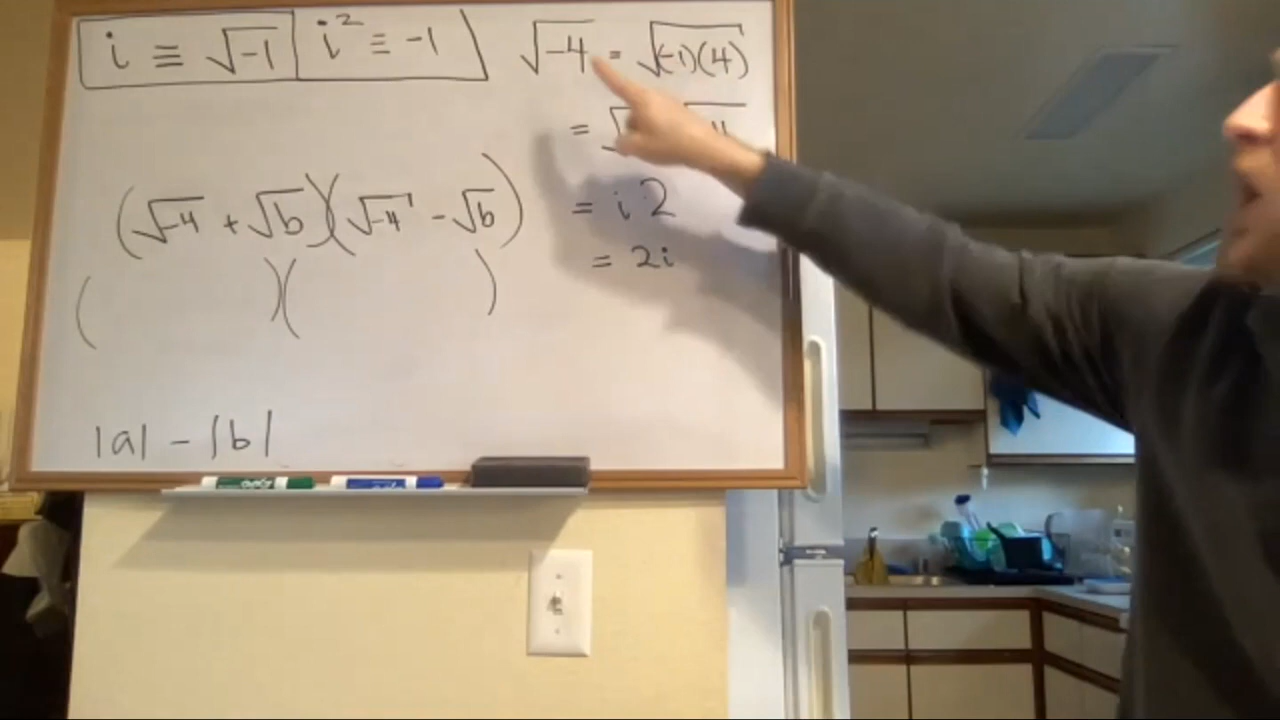 i ≡ √-1 i² ≡ -1
√-4 = √(-1)(4)
= √
= i 2
= 2i
(√-4 + √b)(√-4 - √b)
( )( )
|a| - |b|